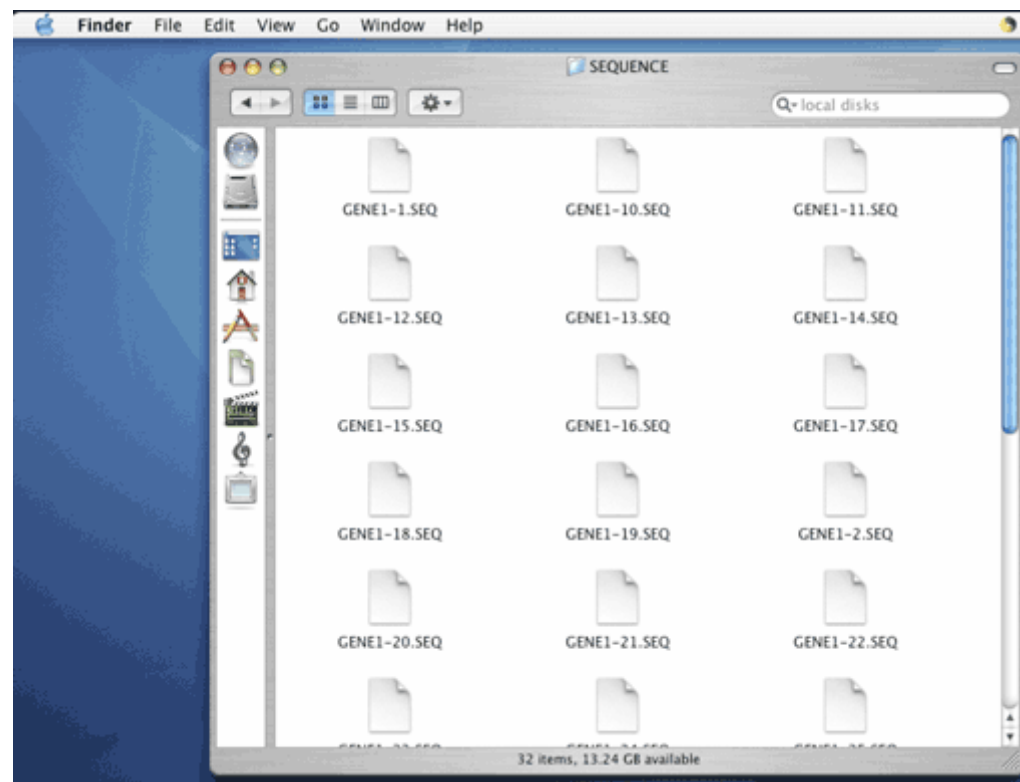 Finder File Edit View Go Window Help
SEQUENCE
local disks
GENE1-1.SEQ GENE1-10.SEQ GENE1-11.SEQ
GENE1-12.SEQ GENE1-13.SEQ GENE1-14.SEQ
GENE1-15.SEQ GENE1-16.SEQ GENE1-17.SEQ
GENE1-18.SEQ GENE1-19.SEQ GENE1-2.SEQ
GENE1-20.SEQ GENE1-21.SEQ GENE1-22.SEQ
32 items, 13.24 GB available